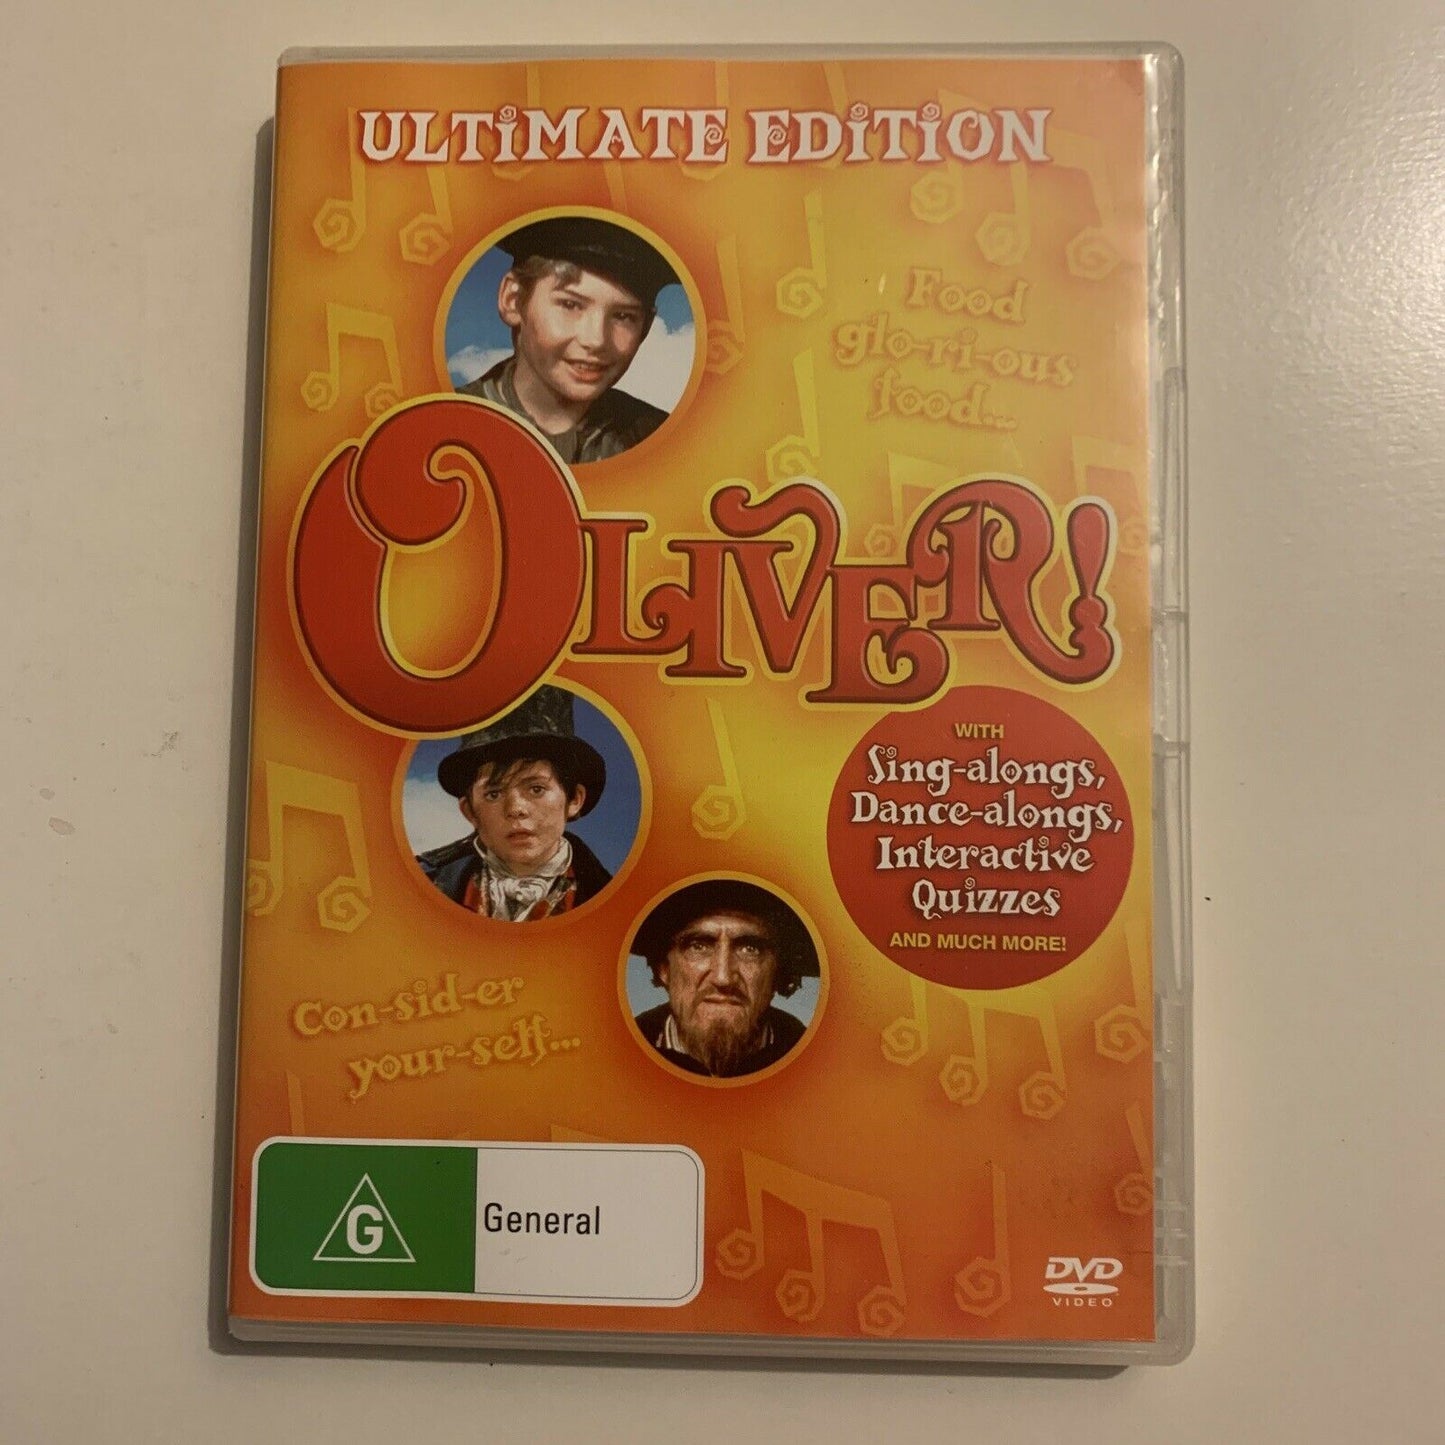 ULTIMATE EDITION
Food
glo-ri-ous
food...
OLIVER!
WITH
Sing-alongs,
Dance-alongs,
Interactive
Quizzes
AND MUCH MORE!
Con-sid-er
your-self...
G
General
DVD
VIDEO